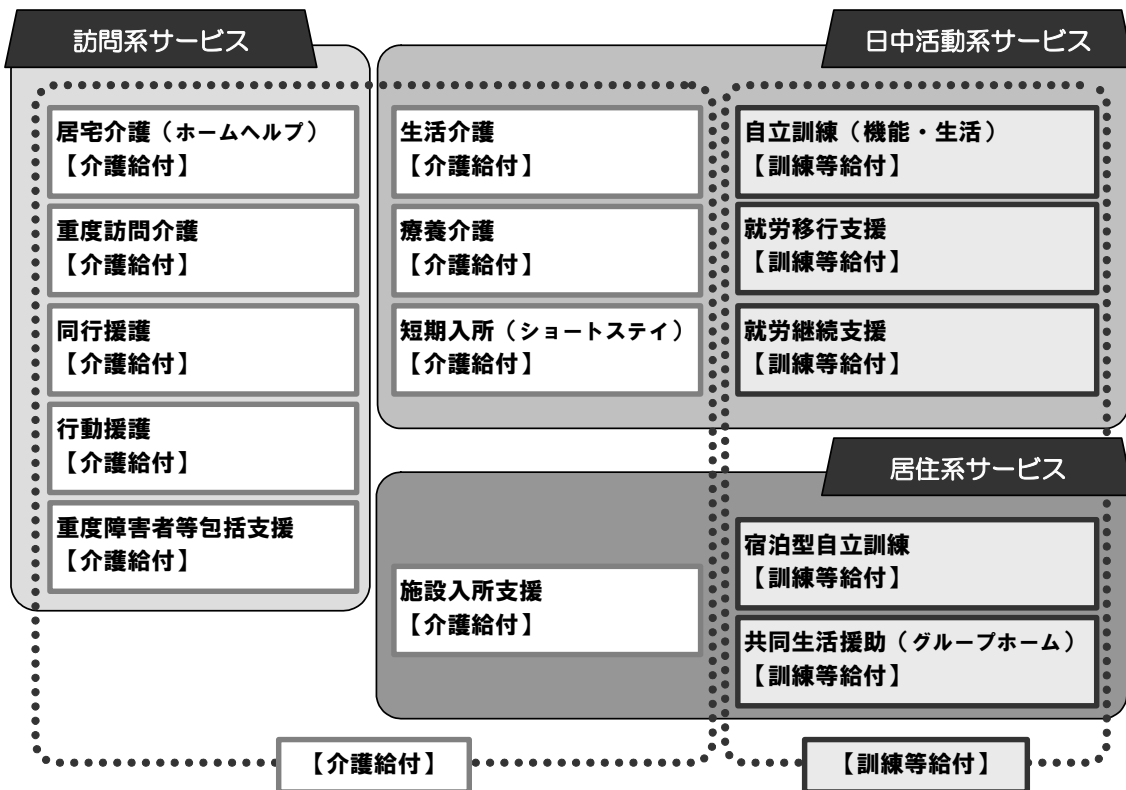 訪問系サービス
居宅介護（ホームヘルプ）
【介護給付】
重度訪問介護
【介護給付】
同行援護
【介護給付】
行動援護
【介護給付】
重度障害者等包括支援
【介護給付】
日中活動系サービス
生活介護
【介護給付】
療養介護
【介護給付】
短期入所（ショートステイ）
【介護給付】
自立訓練（機能・生活）
【訓練等給付】
就労移行支援
【訓練等給付】
就労継続支援
【訓練等給付】
居住系サービス
施設入所支援
【介護給付】
宿泊型自立訓練
【訓練等給付】
共同生活援助（グループホーム）
【訓練等給付】
【介護給付】
【訓練等給付】